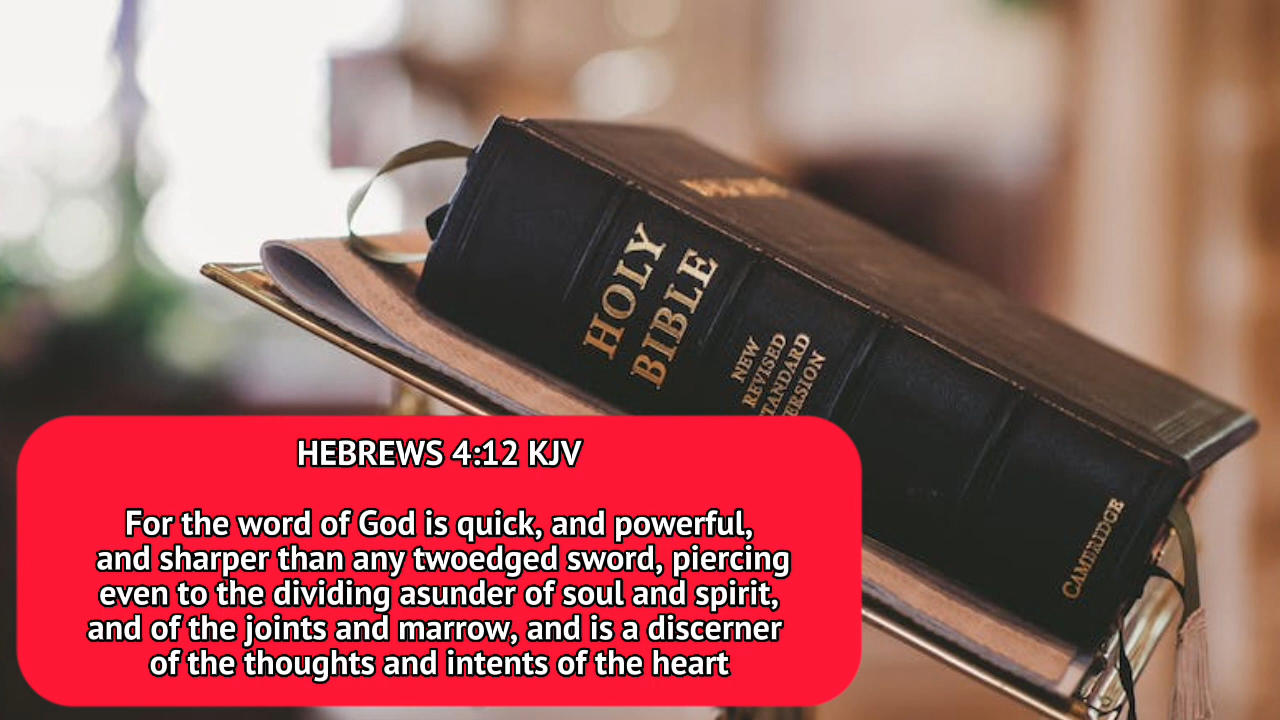 HOLY
BIBLE
NEW
REVISED
TANDARD
ERSION
CAMBRIDGE
HEBREWS 4:12 KJV
For the word of God is quick, and powerful,
and sharper than any twoedged sword, piercing
even to the dividing asunder of soul and spirit,
and of the joints and marrow, and is a discerner
of the thoughts and intents of the heart